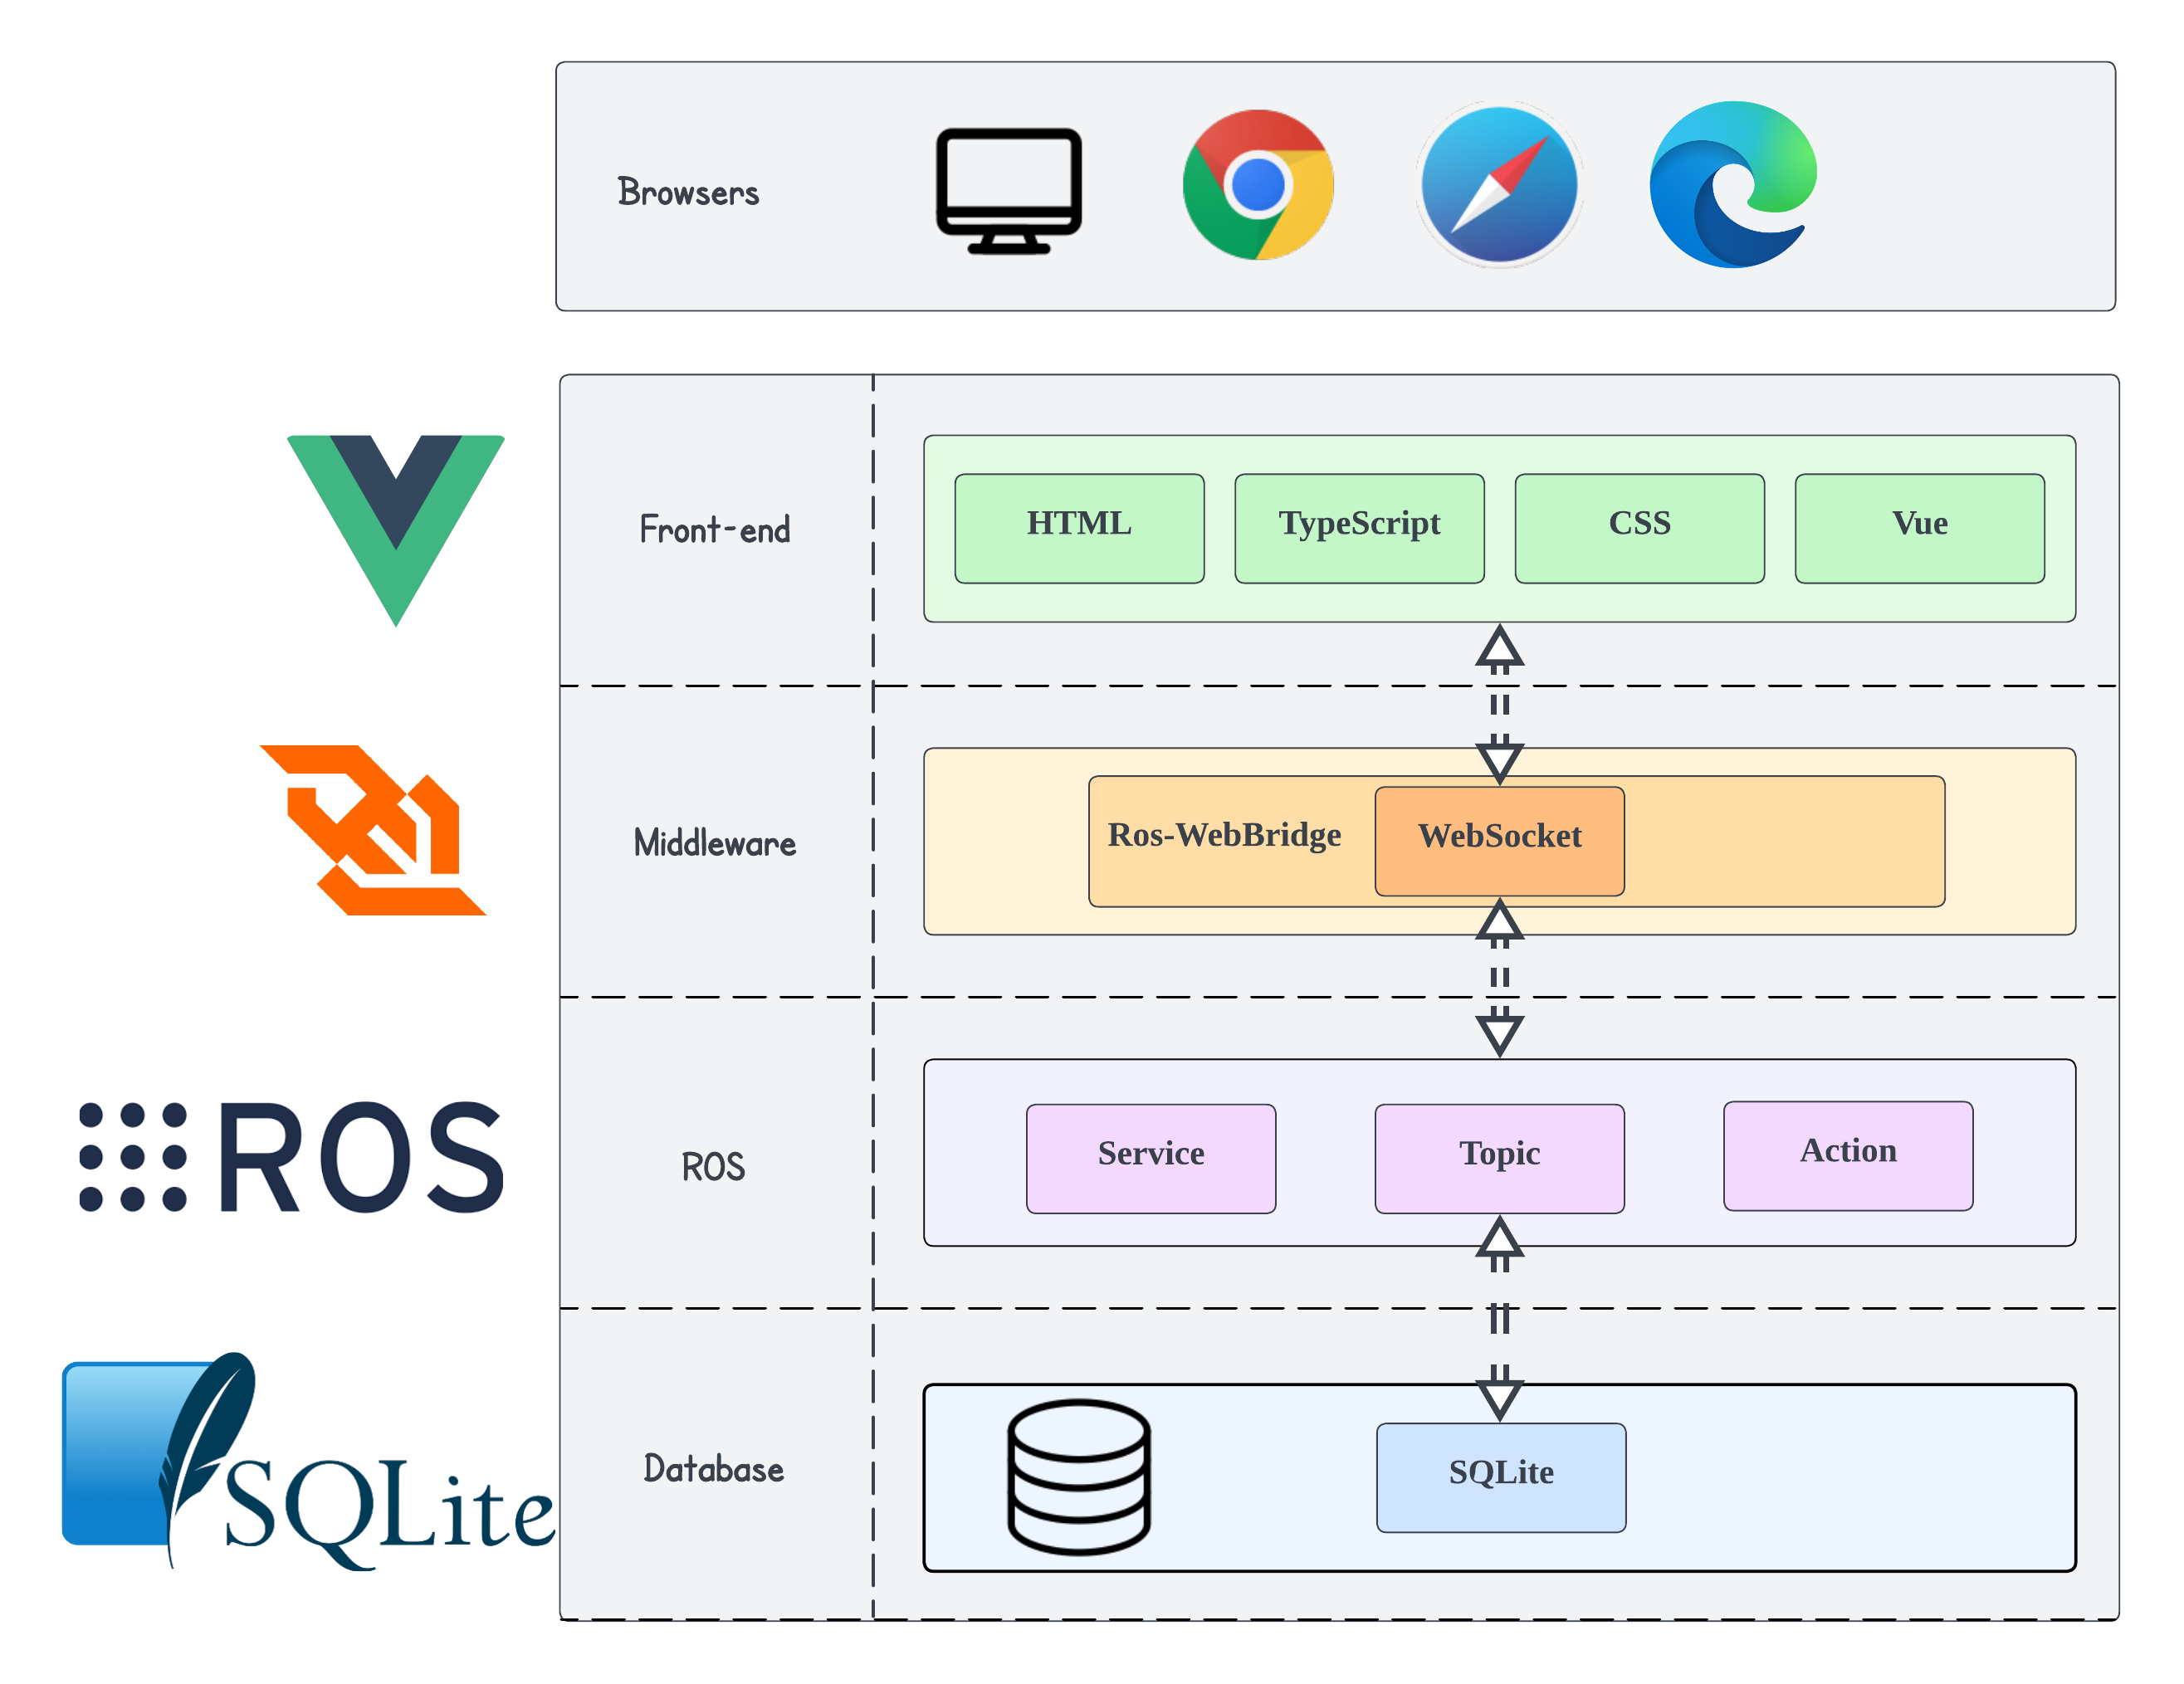 Browsers
Front-end
HTML
TypeScript
CSS
Vue
Middleware
Ros-WebBridge
WebSocket
ROS
ROS
Service
Topic
Action
SQLite
Database
SQLite